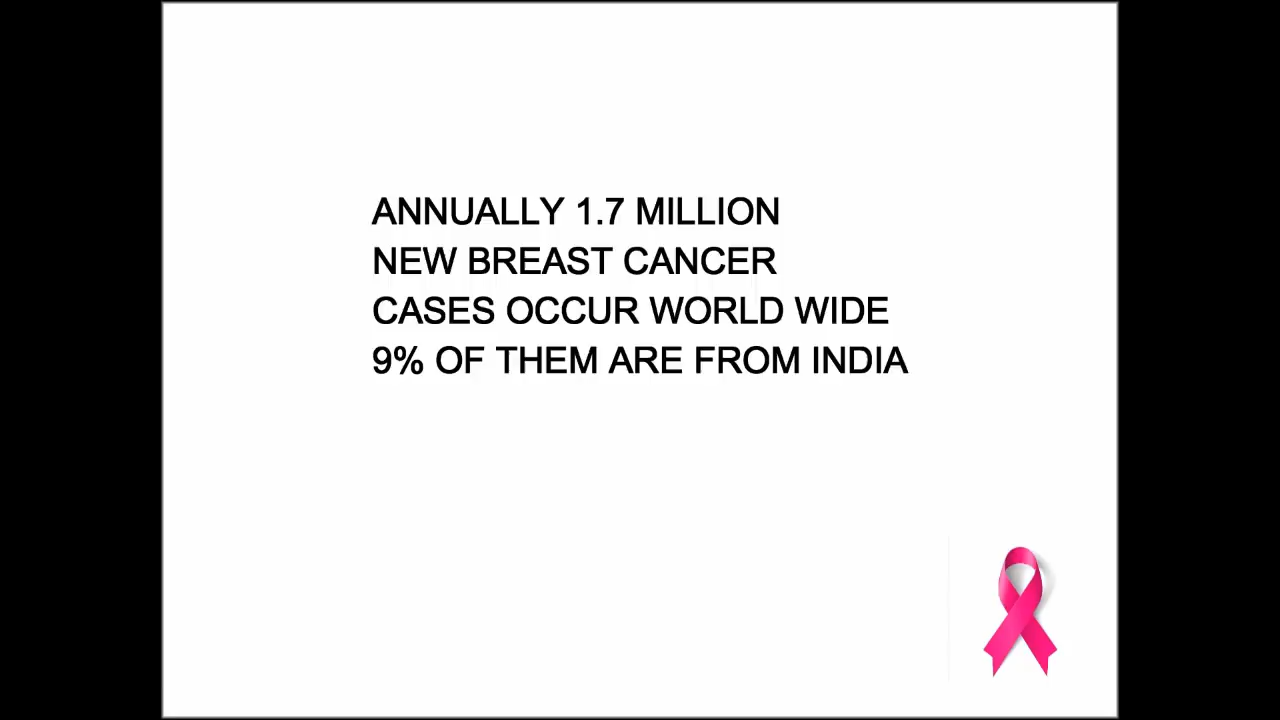 ANNUALLY 1.7 MILLION
NEW BREAST CANCER
CASES OCCUR WORLD WIDE
9% OF THEM ARE FROM INDIA